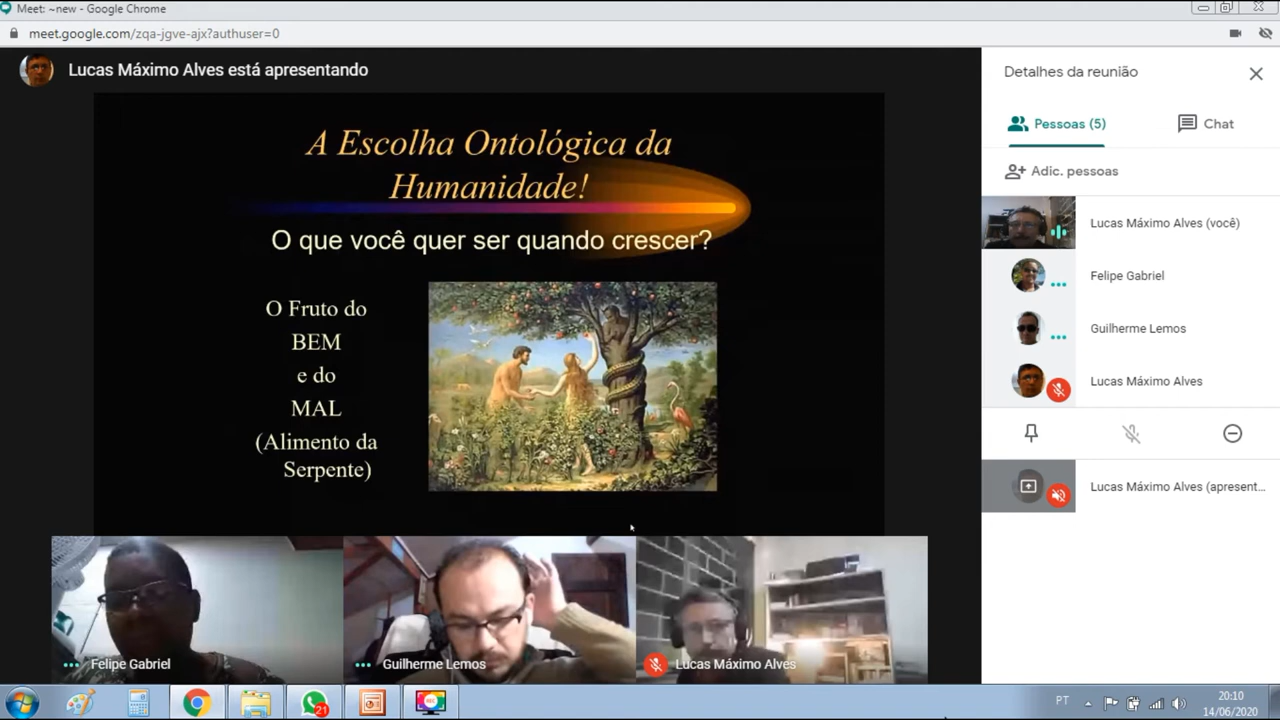 Meet: ~new - Google Chrome
meet.google.com/zqa-jgve-ajx?authuser=0
Lucas Máximo Alves está apresentando
A Escolha Ontológica da
Humanidade!
O que você quer ser quando crescer?
O Fruto do
BEM
e do
MAL
(Alimento da
Serpente)
Felipe Gabriel
Guilherme Lemos
Lucas Máximo Alves
Detalhes da reunião
Pessoas (5)
Chat
Adic. pessoas
Lucas Máximo Alves (você)
Felipe Gabriel
Guilherme Lemos
Lucas Máximo Alves
Lucas Máximo Alves (apresent...
21
REC
PT
20:10
14/06/2020